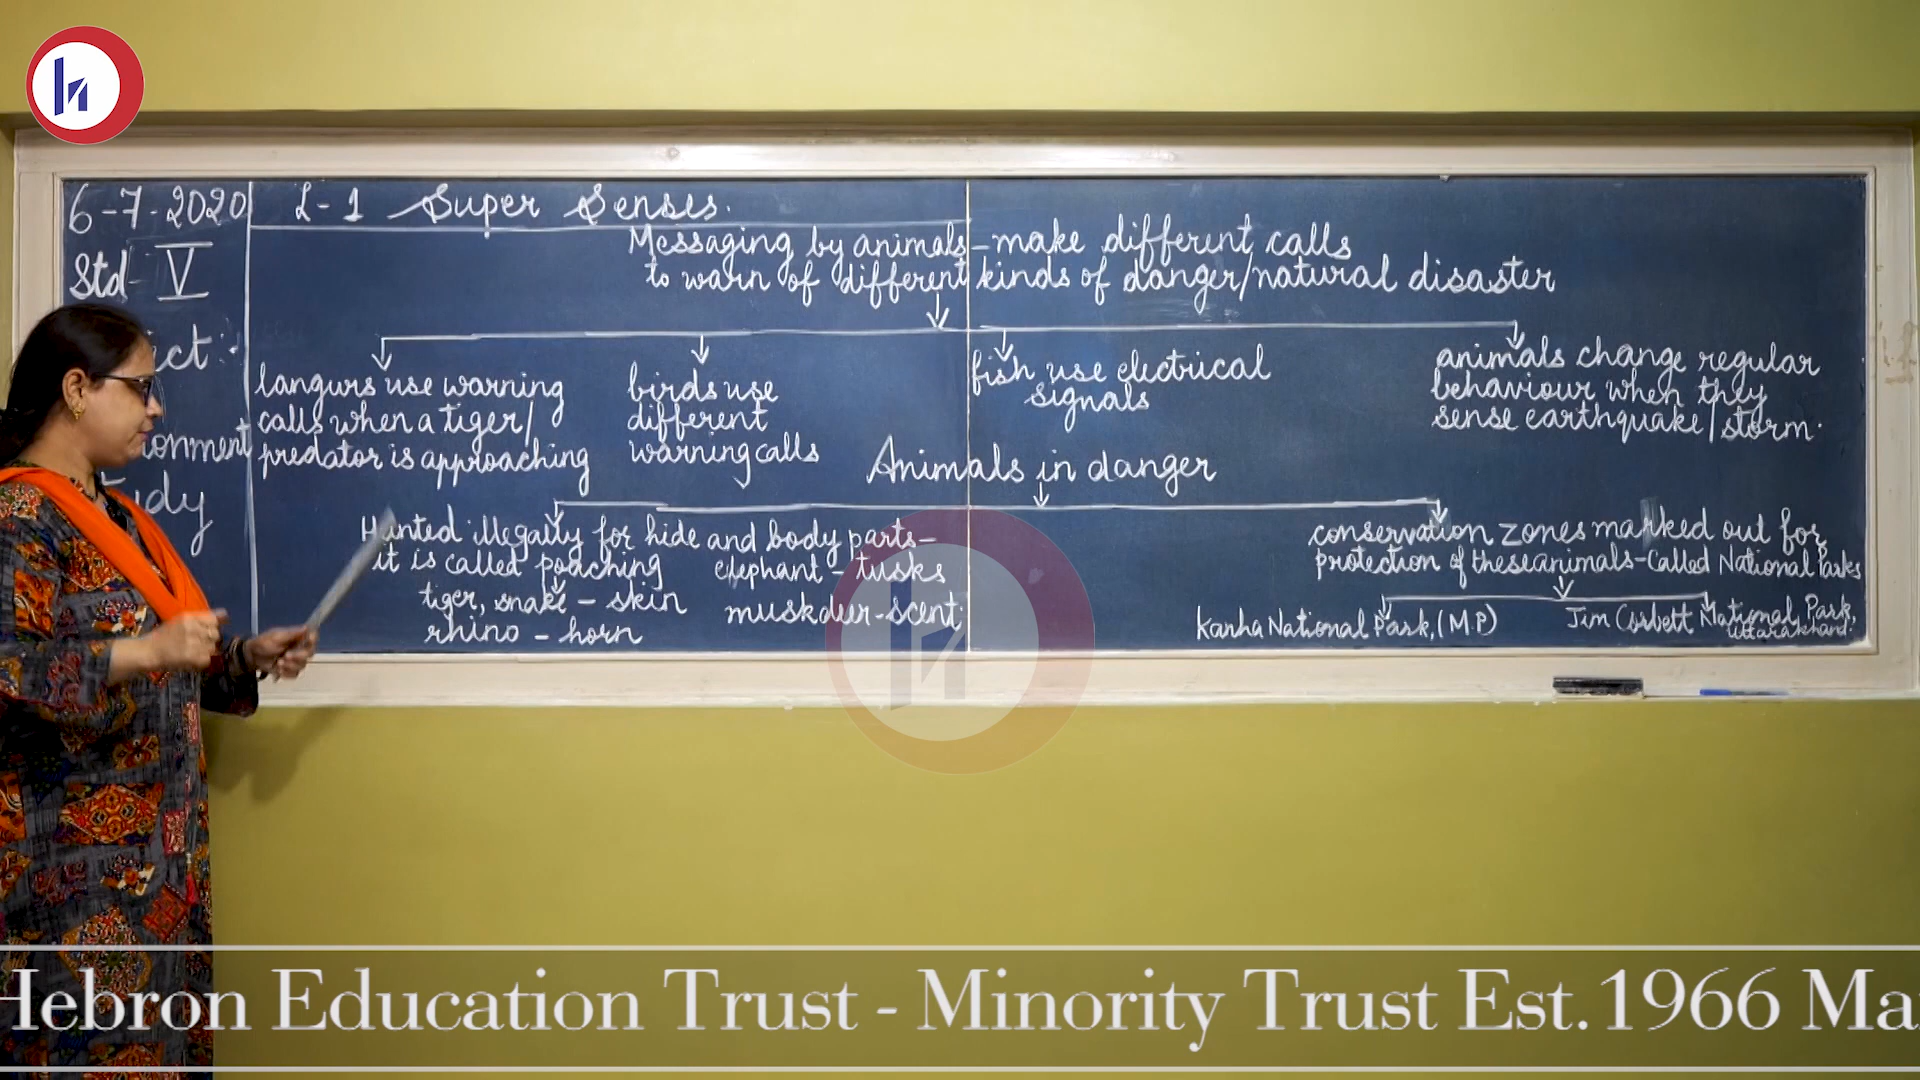 6-7-2020
Std- V
L-1 Super Senses.
Messaging by animals - make different calls
to warn of different kinds of danger/natural disaster
langurs use warning
calls when a tiger/
predator is approaching
birds use
different
warning calls
fish use electrical
signals
animals change regular
behaviour when they
sense earthquake/storm.
Animals in danger
Hunted illegally for hide and body parts-
it is called poaching
elephant - tusks
tiger, snake - skin
muskdeer-scent.
rhino - horn
conservation zones marked out for
protection of these animals-Called National Parks
Kanha National Park, (M.P)
Jim Corbett National Park,
Uttarakhand.
Hebron Education Trust - Minority Trust Est.1966 Ma